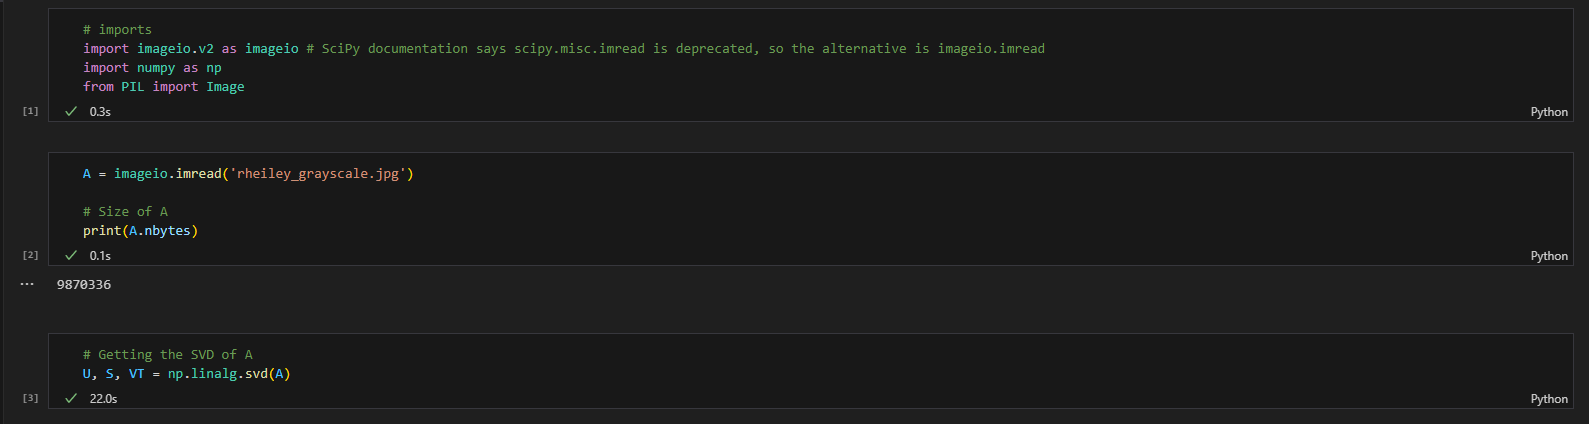 # imports
import imageio.v2 as imageio # SciPy documentation says scipy.misc.imread is deprecated, so the alternative is imageio.imread
import numpy as np
from PIL import Image
[1] ✓ 0.3s Python
A = imageio.imread('rheiley_grayscale.jpg')
# Size of A
print(A.nbytes)
[2] ✓ 0.1s Python
... 9870336
# Getting the SVD of A
U, S, VT = np.linalg.svd(A)
[3] ✓ 22.0s Python